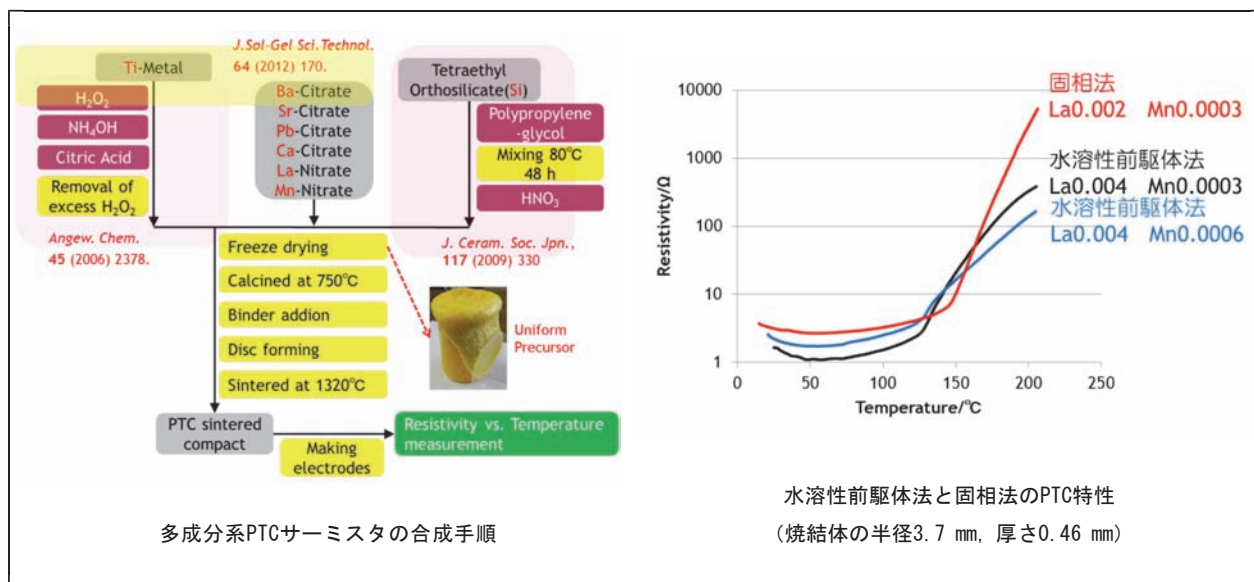 J.Sol-Gel Sci.Technol.
64 (2012) 170.
Ti-Metal
H₂O₂
NH₄OH
Citric Acid
Removal of
excess H₂O₂
Angew. Chem.
45 (2006) 2378.
Ba-Citrate
Sr-Citrate
Pb-Citrate
Ca-Citrate
La-Nitrate
Mn-Nitrate
Tetraethyl
Orthosilicate(Si)
Polypropylene
-glycol
Mixing 80℃
48 h
HNO₃
J. Ceram. Soc. Jpn.,
117 (2009) 330
Freeze drying
Calcined at 750℃
Binder addion
Disc forming
Sintered at 1320℃
Uniform
Precursor
PTC sintered
compact
Making
electrodes
Resistivity vs. Temperature
measurement
多成分系PTCサーミスタの合成手順
Resistivity/Ω
10000
1000
100
10
1
0
50
100
150
200
250
Temperature/℃
固相法
La0.002 Mn0.0003
水溶性前駆体法
La0.004 Mn0.0003
水溶性前駆体法
La0.004 Mn0.0006
水溶性前駆体法と固相法のPTC特性
(焼結体の半径3.7 mm, 厚さ0.46 mm)